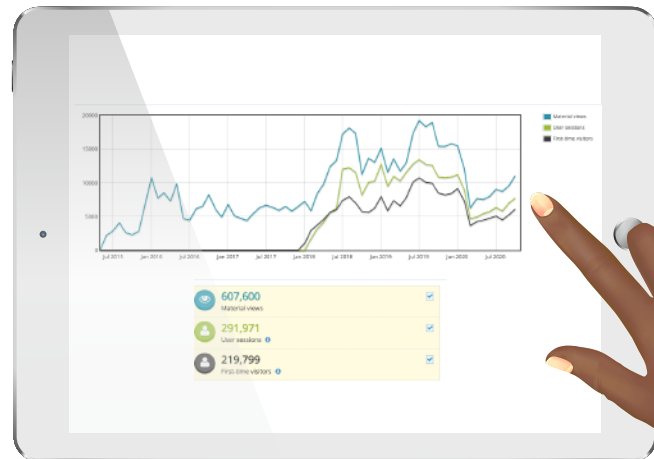 20000
15000
10000
5000
0
Jul 2015
Jan 2016
Jul 2016
Jan 2017
Jul 2017
Jan 2018
Jul 2018
Jan 2019
Jul 2019
Jan 2020
Jul 2020
Material views
User sessions
First-time visitors
607,600
Material views
291,971
User sessions
219,799
First-time visitors